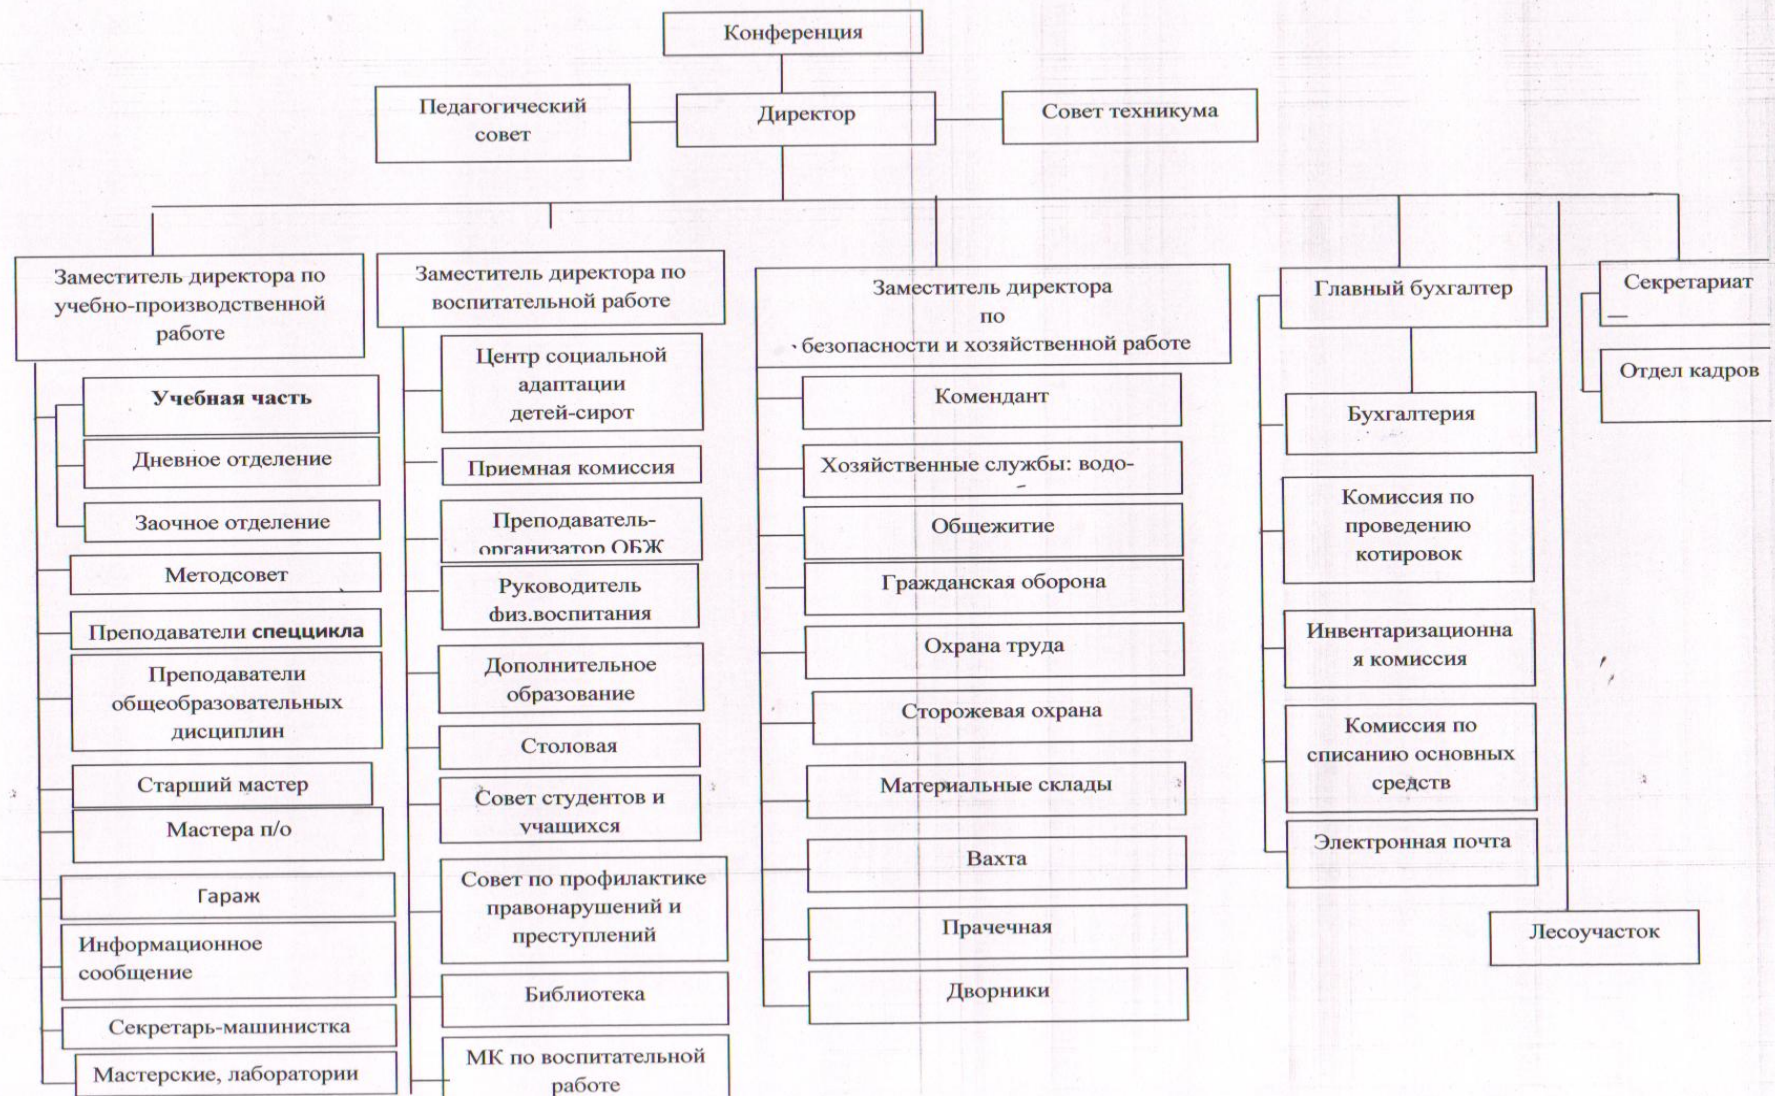 Конференция
Педагогический
совет
Директор
Совет техникума
Заместитель директора по
учебно-производственной
работе
Учебная часть
Дневное отделение
Заочное отделение
Методсовет
Преподаватели спеццикла
Преподаватели
общеобразовательных
дисциплин
Старший мастер
Мастера п/о
Гараж
Информационное
сообщение
Секретарь-машинистка
Мастерские, лаборатории
Заместитель директора по
воспитательной работе
Центр социальной
адаптации
детей-сирот
Приемная комиссия
Преподаватель-
организатор ОБЖ
Руководитель
физ.воспитания
Дополнительное
образование
Столовая
Совет студентов и
учащихся
Совет по профилактике
правонарушений и
преступлений
Библиотека
МК по воспитательной
работе
Заместитель директора
по
безопасности и хозяйственной работе
Комендант
Хозяйственные службы: водо-
Общежитие
Гражданская оборона
Охрана труда
Сторожевая охрана
Материальные склады
Вахта
Прачечная
Дворники
Главный бухгалтер
Бухгалтерия
Комиссия по
проведению
котировок
Инвентаризационна
я комиссия
Комиссия по
списанию основных
средств
Электронная почта
Лесоучасток
Секретариат
Отдел кадров